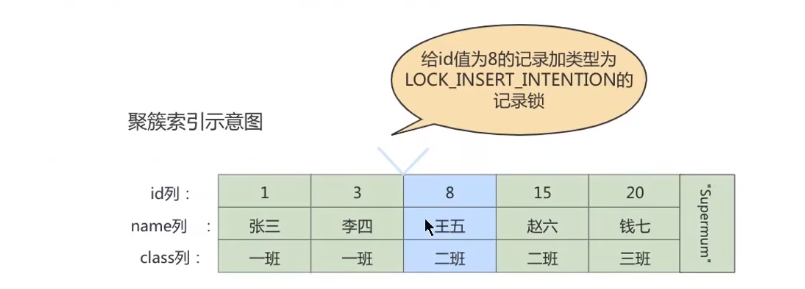 给id值为8的记录加类型为
LOCK_INSERT_INTENTION的
记录锁
聚簇索引示意图
id列： 1 3 8 15 20 "Supermum"
name列 ： 张三 李四 王五 赵六 钱七
class列： 一班 一班 二班 二班 三班